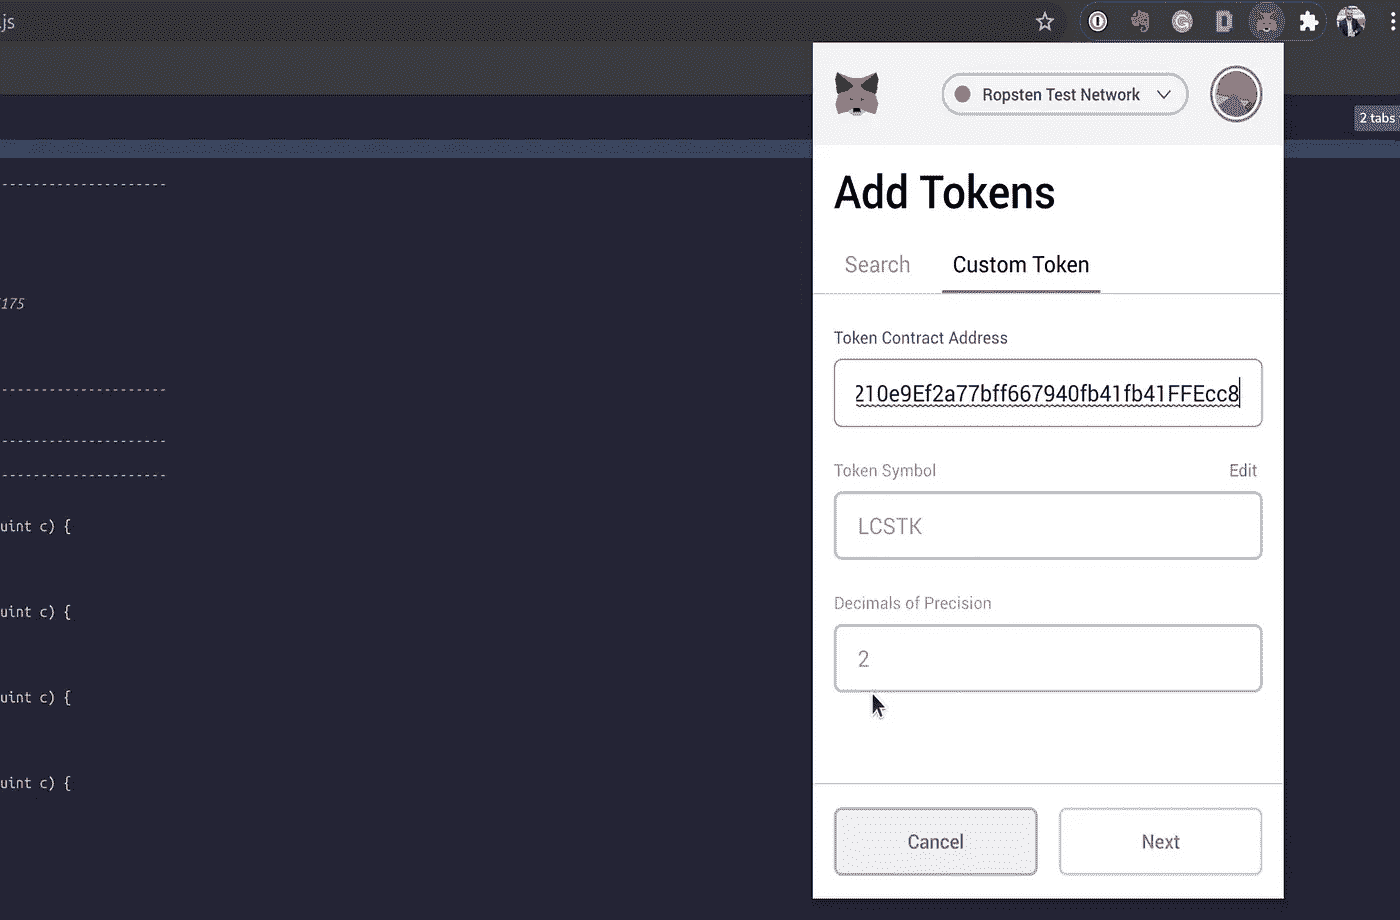 .js
Ropsten Test Network
2 tabs
Add Tokens
Search Custom Token
175
Token Contract Address
210e9Ef2a77bff667940fb41fb41FFEcc8
Token Symbol Edit
LCSTK
uint c) {
Decimals of Precision
uint c) {
2
uint c) {
uint c) {
Cancel Next